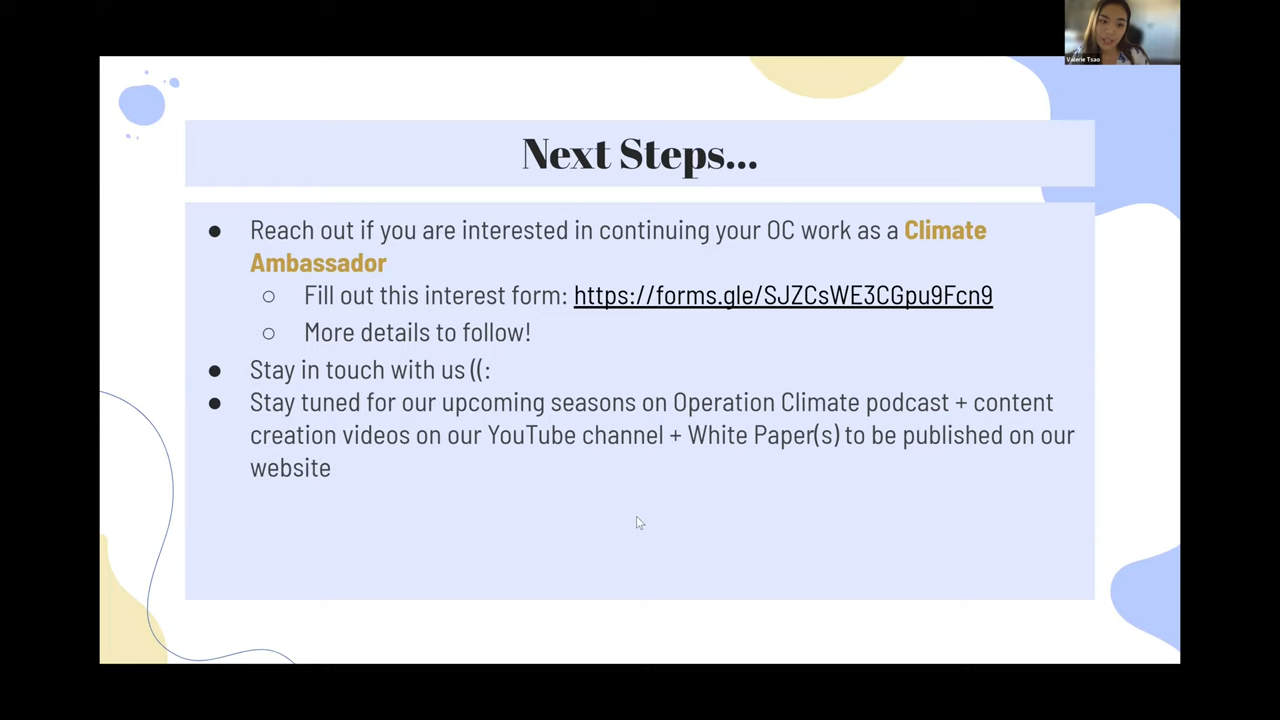 Valerie Tsao
Next Steps...
● Reach out if you are interested in continuing your OC work as a Climate
Ambassador
○ Fill out this interest form: https://forms.gle/SJZCsWE3CGpu9Fcn9
○ More details to follow!
● Stay in touch with us ((:
● Stay tuned for our upcoming seasons on Operation Climate podcast + content
creation videos on our YouTube channel + White Paper(s) to be published on our
website